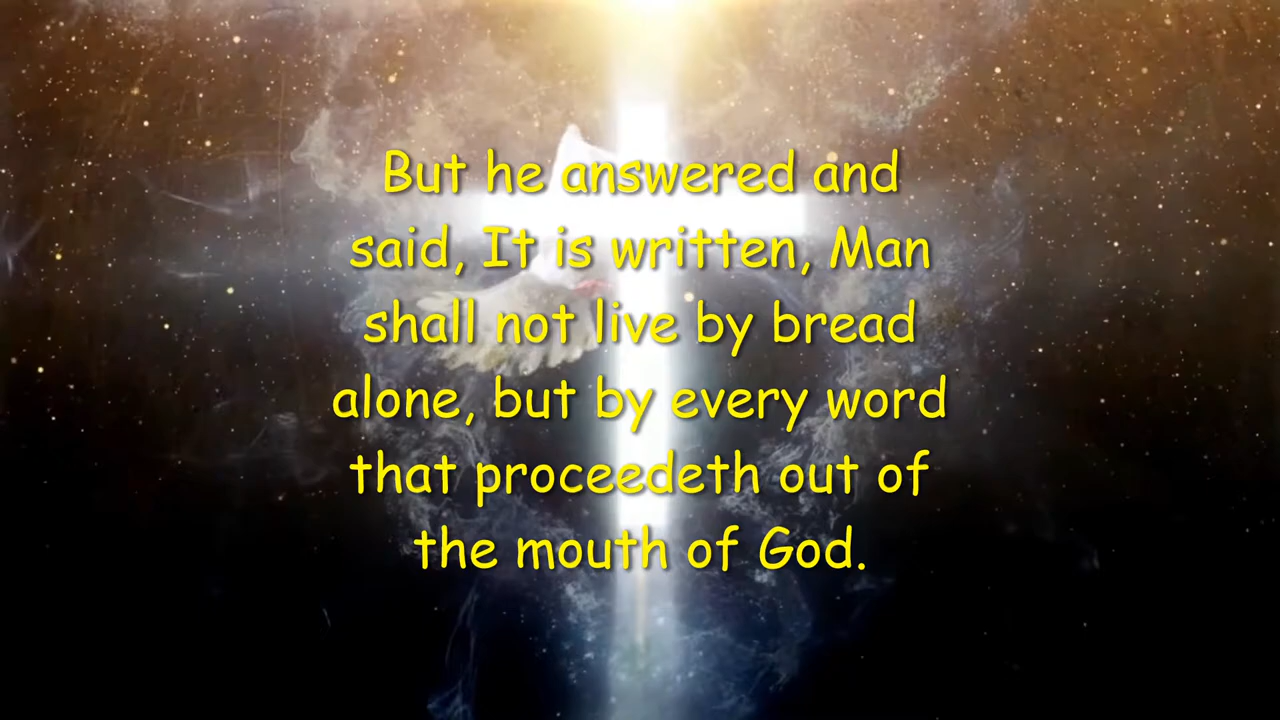 But he answered and
said, It is written, Man
shall not live by bread
alone, but by every word
that proceedeth out of
the mouth of God.